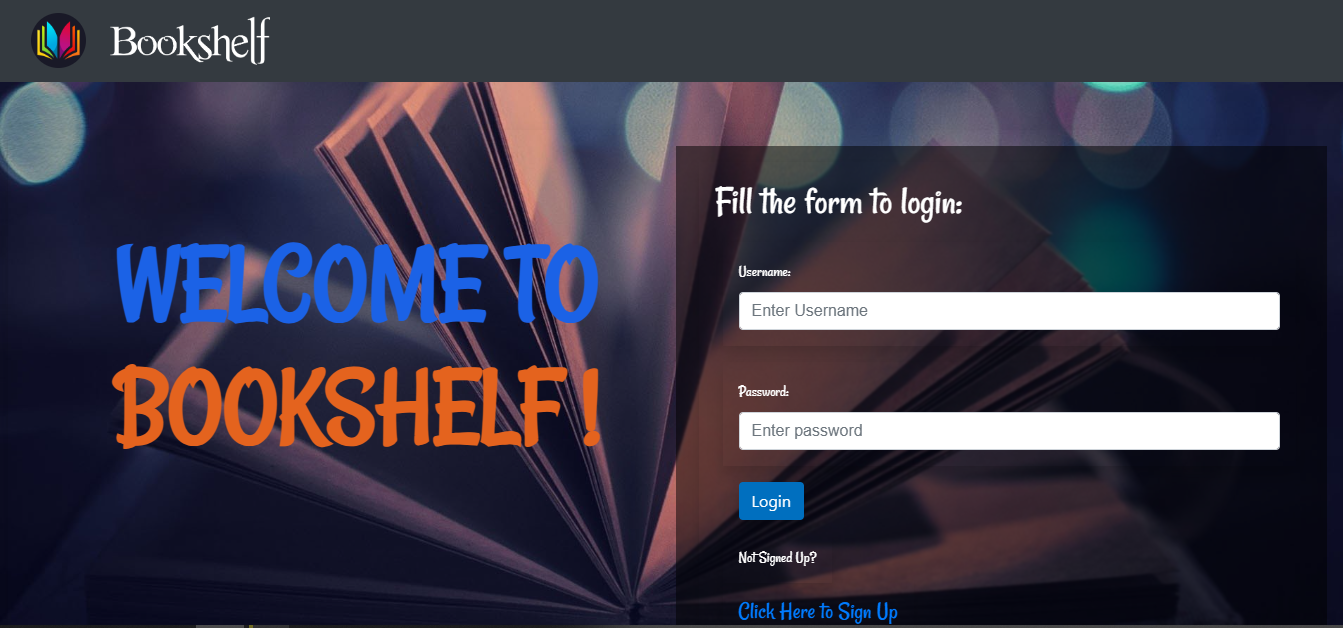 Bookshelf
WELCOME TO
BOOKSHELF !
Fill the form to login:
Username:
Enter Username
Password:
Enter password
Login
Not Signed Up?
Click Here to Sign Up